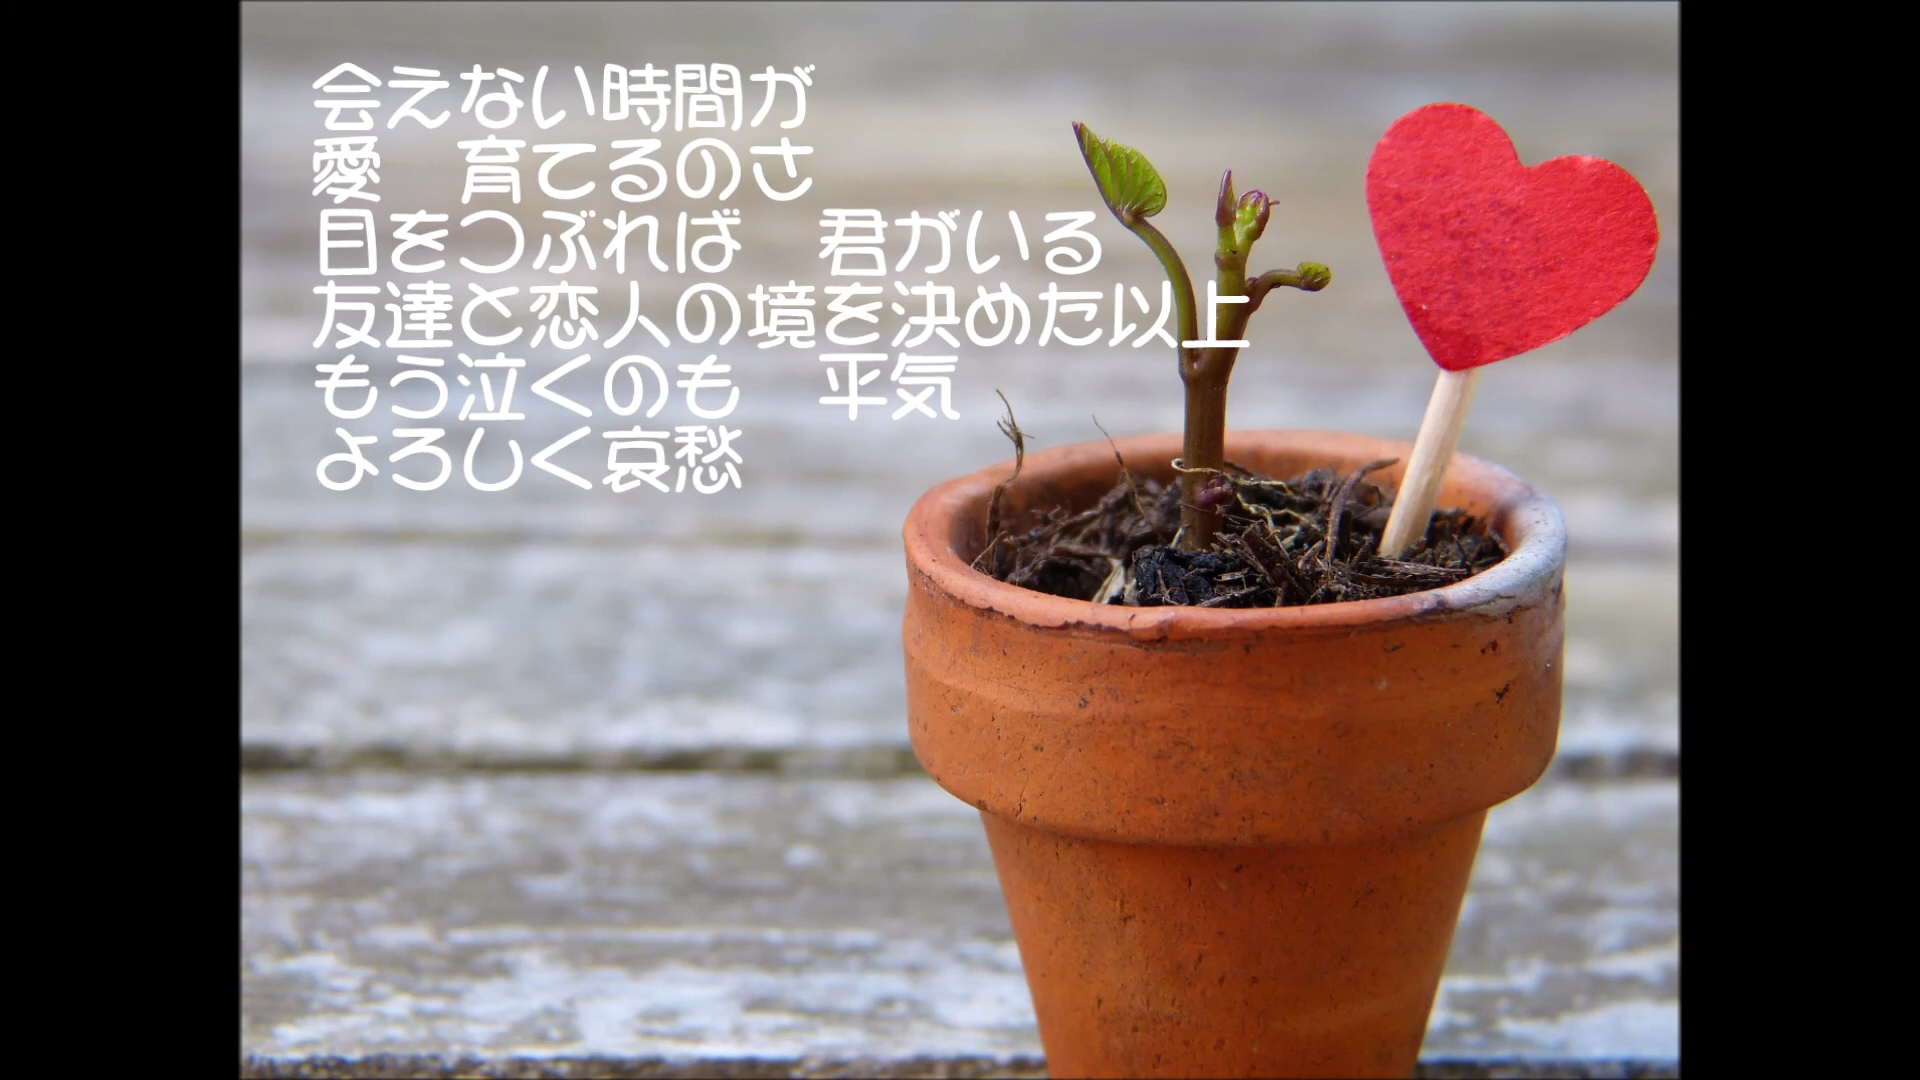 会えない時間が
愛　育てるのさ
目をつぶれば　君がいる
友達と恋人の境を決めた以上
もう泣くのも　平気
よろしく哀愁